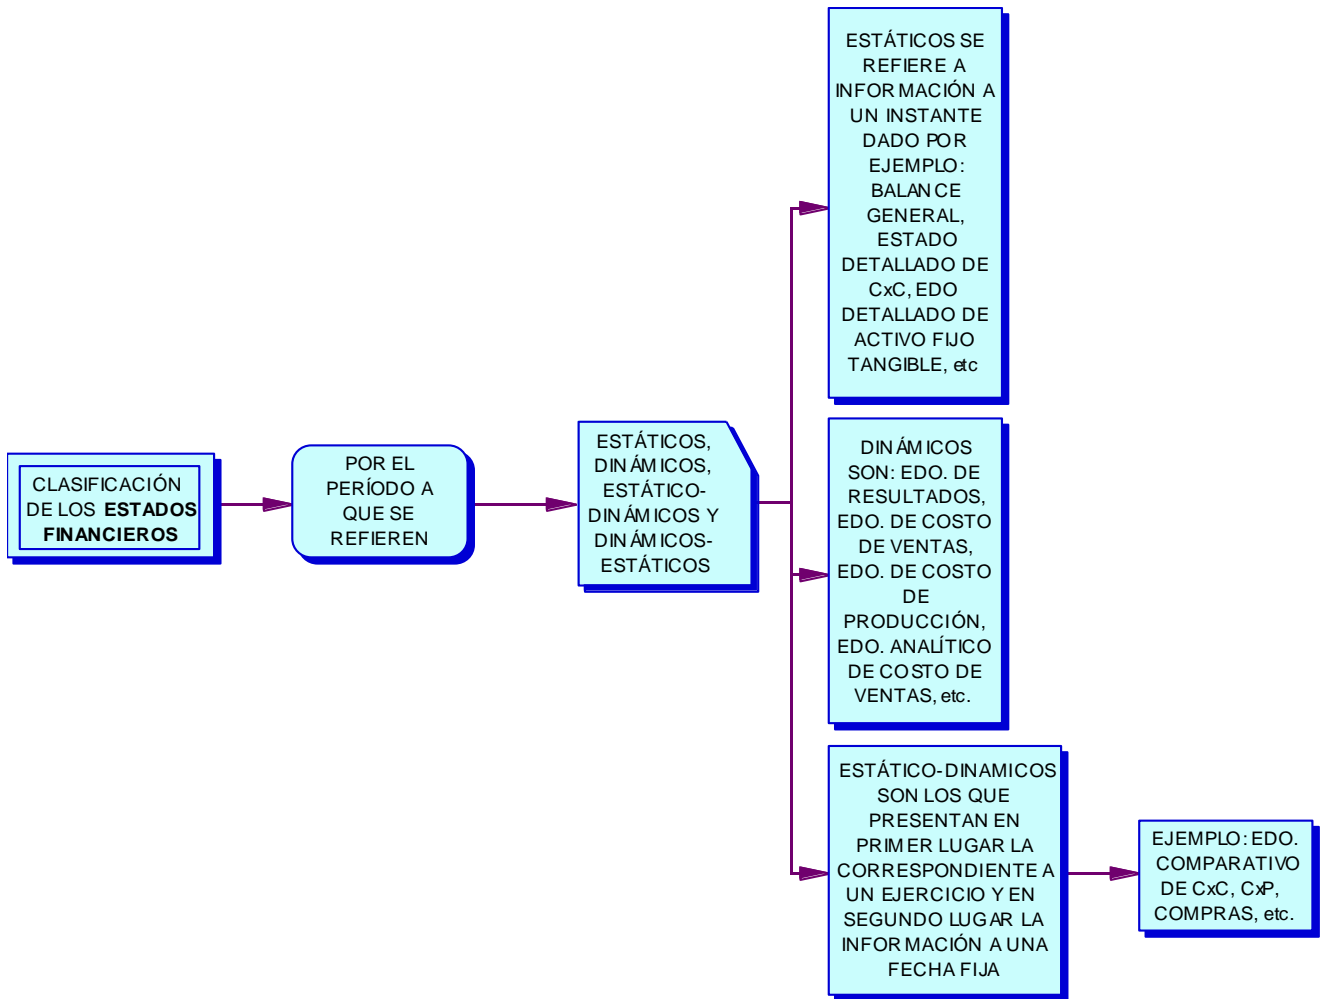 CLASIFICACIÓN
DE LOS ESTADOS
FINANCIEROS
POR EL
PERÍODO A
QUE SE
REFIEREN
ESTÁTICOS,
DINÁMICOS,
ESTÁTICO-
DINÁMICOS Y
DINÁMICOS-
ESTÁTICOS
ESTÁTICOS SE
REFIERE A
INFORMACIÓN A
UN INSTANTE
DADO POR
EJEMPLO:
BALANCE
GENERAL,
ESTADO
DETALLADO DE
CxC, EDO
DETALLADO DE
ACTIVO FIJO
TANGIBLE, etc
DINÁMICOS
SON: EDO. DE
RESULTADOS,
EDO. DE COSTO
DE VENTAS,
EDO. DE COSTO
DE
PRODUCCIÓN,
EDO. ANALÍTICO
DE COSTO DE
VENTAS, etc.
ESTÁTICO-DINAMICOS
SON LOS QUE
PRESENTAN EN
PRIMER LUGAR LA
CORRESPONDIENTE A
UN EJERCICIO Y EN
SEGUNDO LUGAR LA
INFORMACIÓN A UNA
FECHA FIJA
EJEMPLO: EDO.
COMPARATIVO
DE CxC, CxP,
COMPRAS, etc.